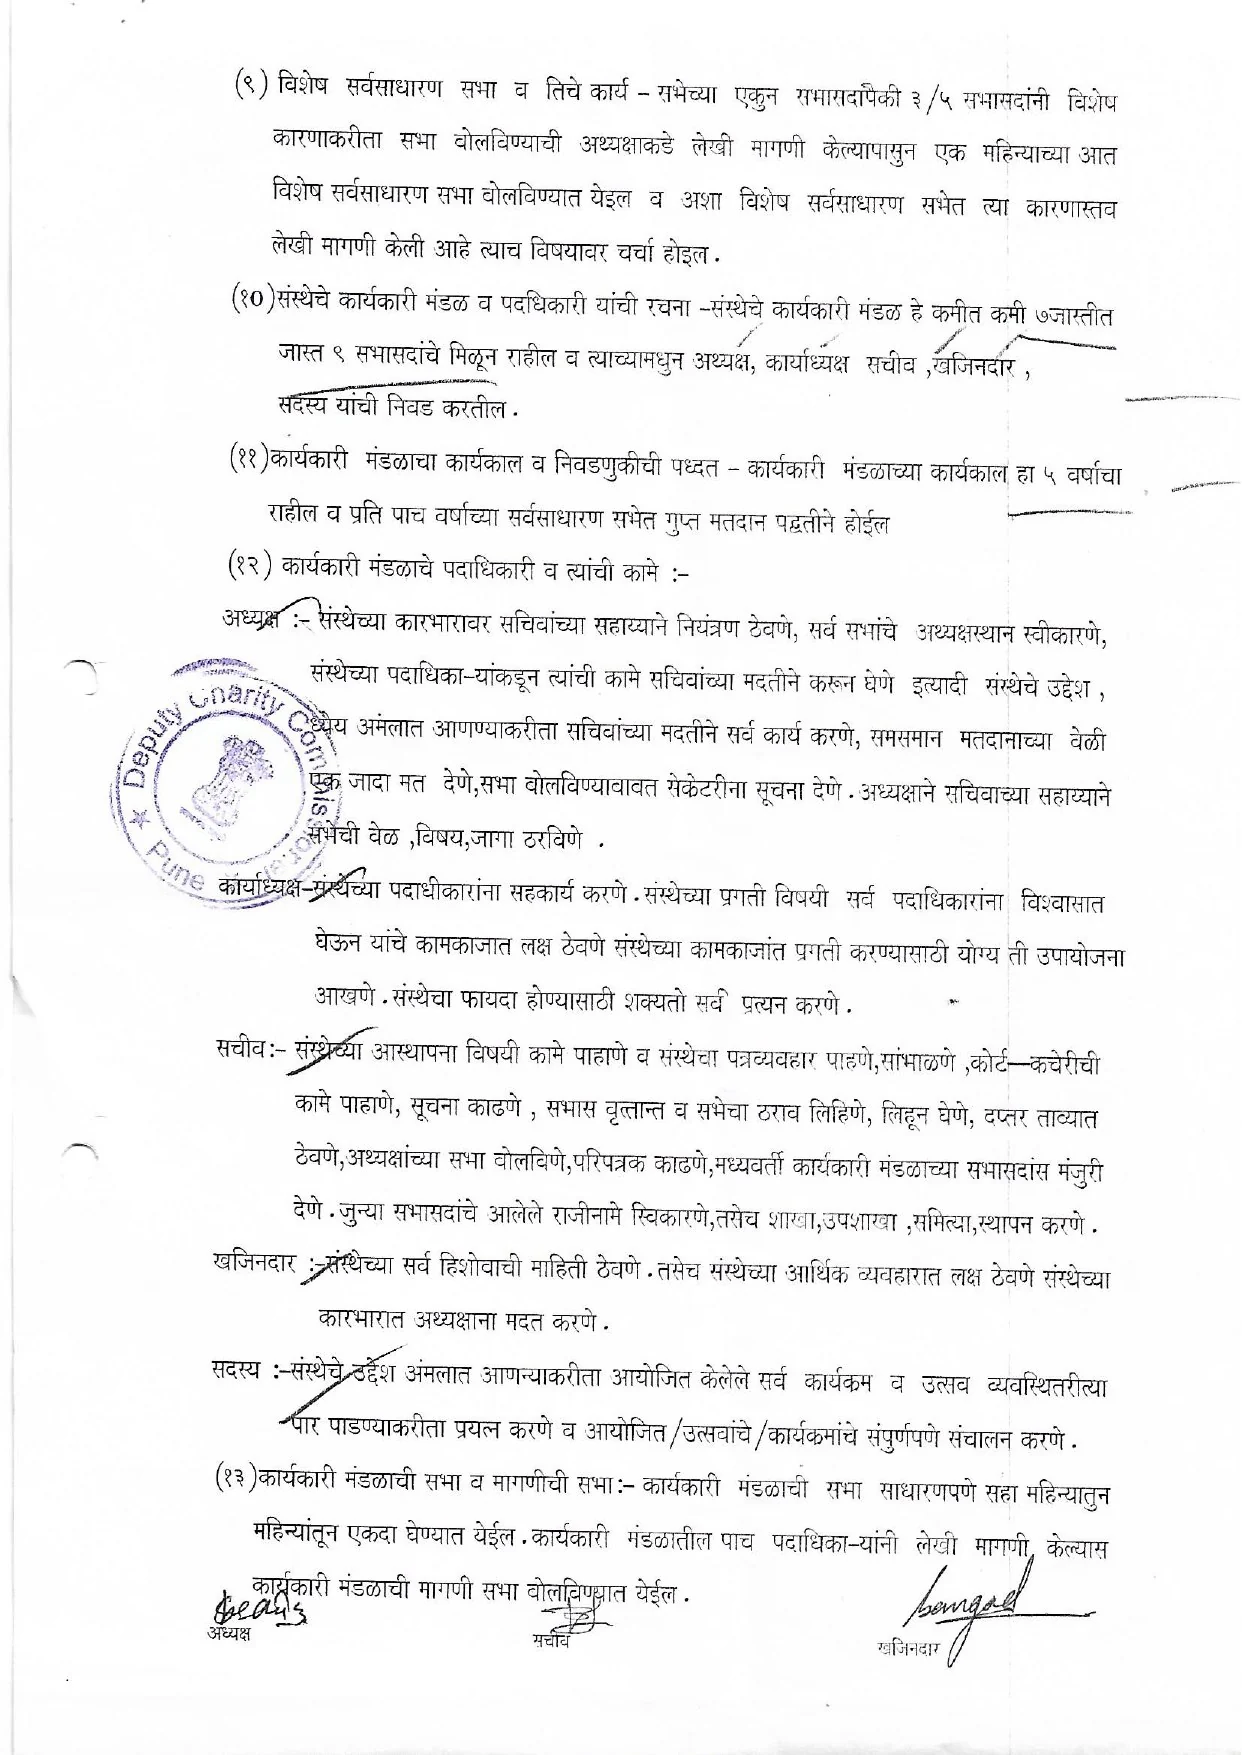 (९) विशेष सर्वसाधारण सभा व तिचे कार्य – सभेच्या एकुन सभासदांपैकी ३/५ सभासदांनी विशेष
कारणाकरीता सभा बोलविण्याची अध्यक्षाकडे लेखी मागणी केल्यापासुन एक महिन्याच्या आत
विशेष सर्वसाधारण सभा बोलविण्यात येइल व अशा विशेष सर्वसाधारण सभेत त्या कारणास्तव
लेखी मागणी केली आहे त्याच विषयावर चर्चा होइल .
(१०)संस्थेचे कार्यकारी मंडळ व पदधिकारी यांची रचना –संस्थेचे कार्यकारी मंडळ हे कमीत कमी ७जास्तीत
जास्त ९ सभासदांचे मिळून राहील व त्याच्यामधुन अध्यक्ष, कार्याध्यक्ष सचीव ,खजिनदार ,
सदस्य यांची निवड करतील .
(११)कार्यकारी मंडळाचा कार्यकाल व निवडणुकीची पध्दत – कार्यकारी मंडळाच्या कार्यकाल हा ५ वर्षाचा
राहील व प्रति पाच वर्षाच्या सर्वसाधारण सभेत गुप्त मतदान पद्वतीने होईल
(१२) कार्यकारी मंडळाचे पदाधिकारी व त्यांची कामे :–
अध्यक्ष :– संस्थेच्या कारभारावर सचिवांच्या सहाय्याने नियंत्रण ठेवणे, सर्व सभांचे अध्यक्षस्थान स्वीकारणे,
संस्थेच्या पदाधिका–यांकडून त्यांची कामे सचिवांच्या मदतीने करून घेणे इत्यादी संस्थेचे उद्देश ,
ध्येय अमंलात आणण्याकरीता सचिवांच्या मदतीने सर्व कार्य करणे, समसमान मतदानाच्या वेळी
एक जादा मत देणे,सभा बोलविण्याबाबत सेकेटरीना सूचना देणे . अध्यक्षाने सचिवाच्या सहाय्याने
सभेची वेळ ,विषय,जागा ठरविणे .
Deputy Charity Commissioner
Pune
कार्याध्यक्ष–संस्थेच्या पदाधीकारांना सहकार्य करणे . संस्थेच्या प्रगती विषयी सर्व पदाधिकारांना विश्वासात
घेऊन यांचे कामकाजात लक्ष ठेवणे संस्थेच्या कामकाजांत प्रगती करण्यासाठी योग्य ती उपायोजना
आखणे . संस्थेचा फायदा होण्यासाठी शक्यतो सर्व प्रत्यन करणे .
सचीव:– संस्थेच्या आस्थापना विषयी कामे पाहाणे व संस्थेचा पत्रव्यवहार पाहणे,सांभाळणे ,कोर्ट–कचेरीची
कामे पाहाणे, सूचना काढणे , सभास वृत्तान्त व सभेचा ठराव लिहिणे, लिहून घेणे, दप्तर ताब्यात
ठेवणे,अध्यक्षांच्या सभा बोलविणे,परिपत्रक काढणे,मध्यवर्ती कार्यकारी मंडळाच्या सभासदांस मंजुरी
देणे . जुन्या सभासदांचे आलेले राजीनामे स्विकारणे,तसेच शाखा,उपशाखा ,समित्या,स्थापन करणे .
खजिनदार :–संस्थेच्या सर्व हिशोबाची माहिती ठेवणे . तसेच संस्थेच्या आर्थिक व्यवहारात लक्ष ठेवणे संस्थेच्या
कारभारात अध्यक्षाना मदत करणे .
सदस्य :–संस्थेचे उद्देश अंमलात आणन्याकरीता आयोजित केलेले सर्व कार्यकम व उत्सव व्यवस्थितरीत्या
पार पाडण्याकरीता प्रयत्न करणे व आयोजित/उत्सवांचे/कार्यकमांचे संपुर्णपणे संचालन करणे .
(१३)कार्यकारी मंडळाची सभा व मागणीची सभा:– कार्यकारी मंडळाची सभा साधारणपणे सहा महिन्यातुन
महिन्यांतून एकदा घेण्यात येईल . कार्यकारी मंडळातील पाच पदाधिका–यांनी लेखी मागणी केल्यास
कार्यकारी मंडळाची मागणी सभा बोलविण्यात येईल .
अध्यक्ष सचीव खजिनदार